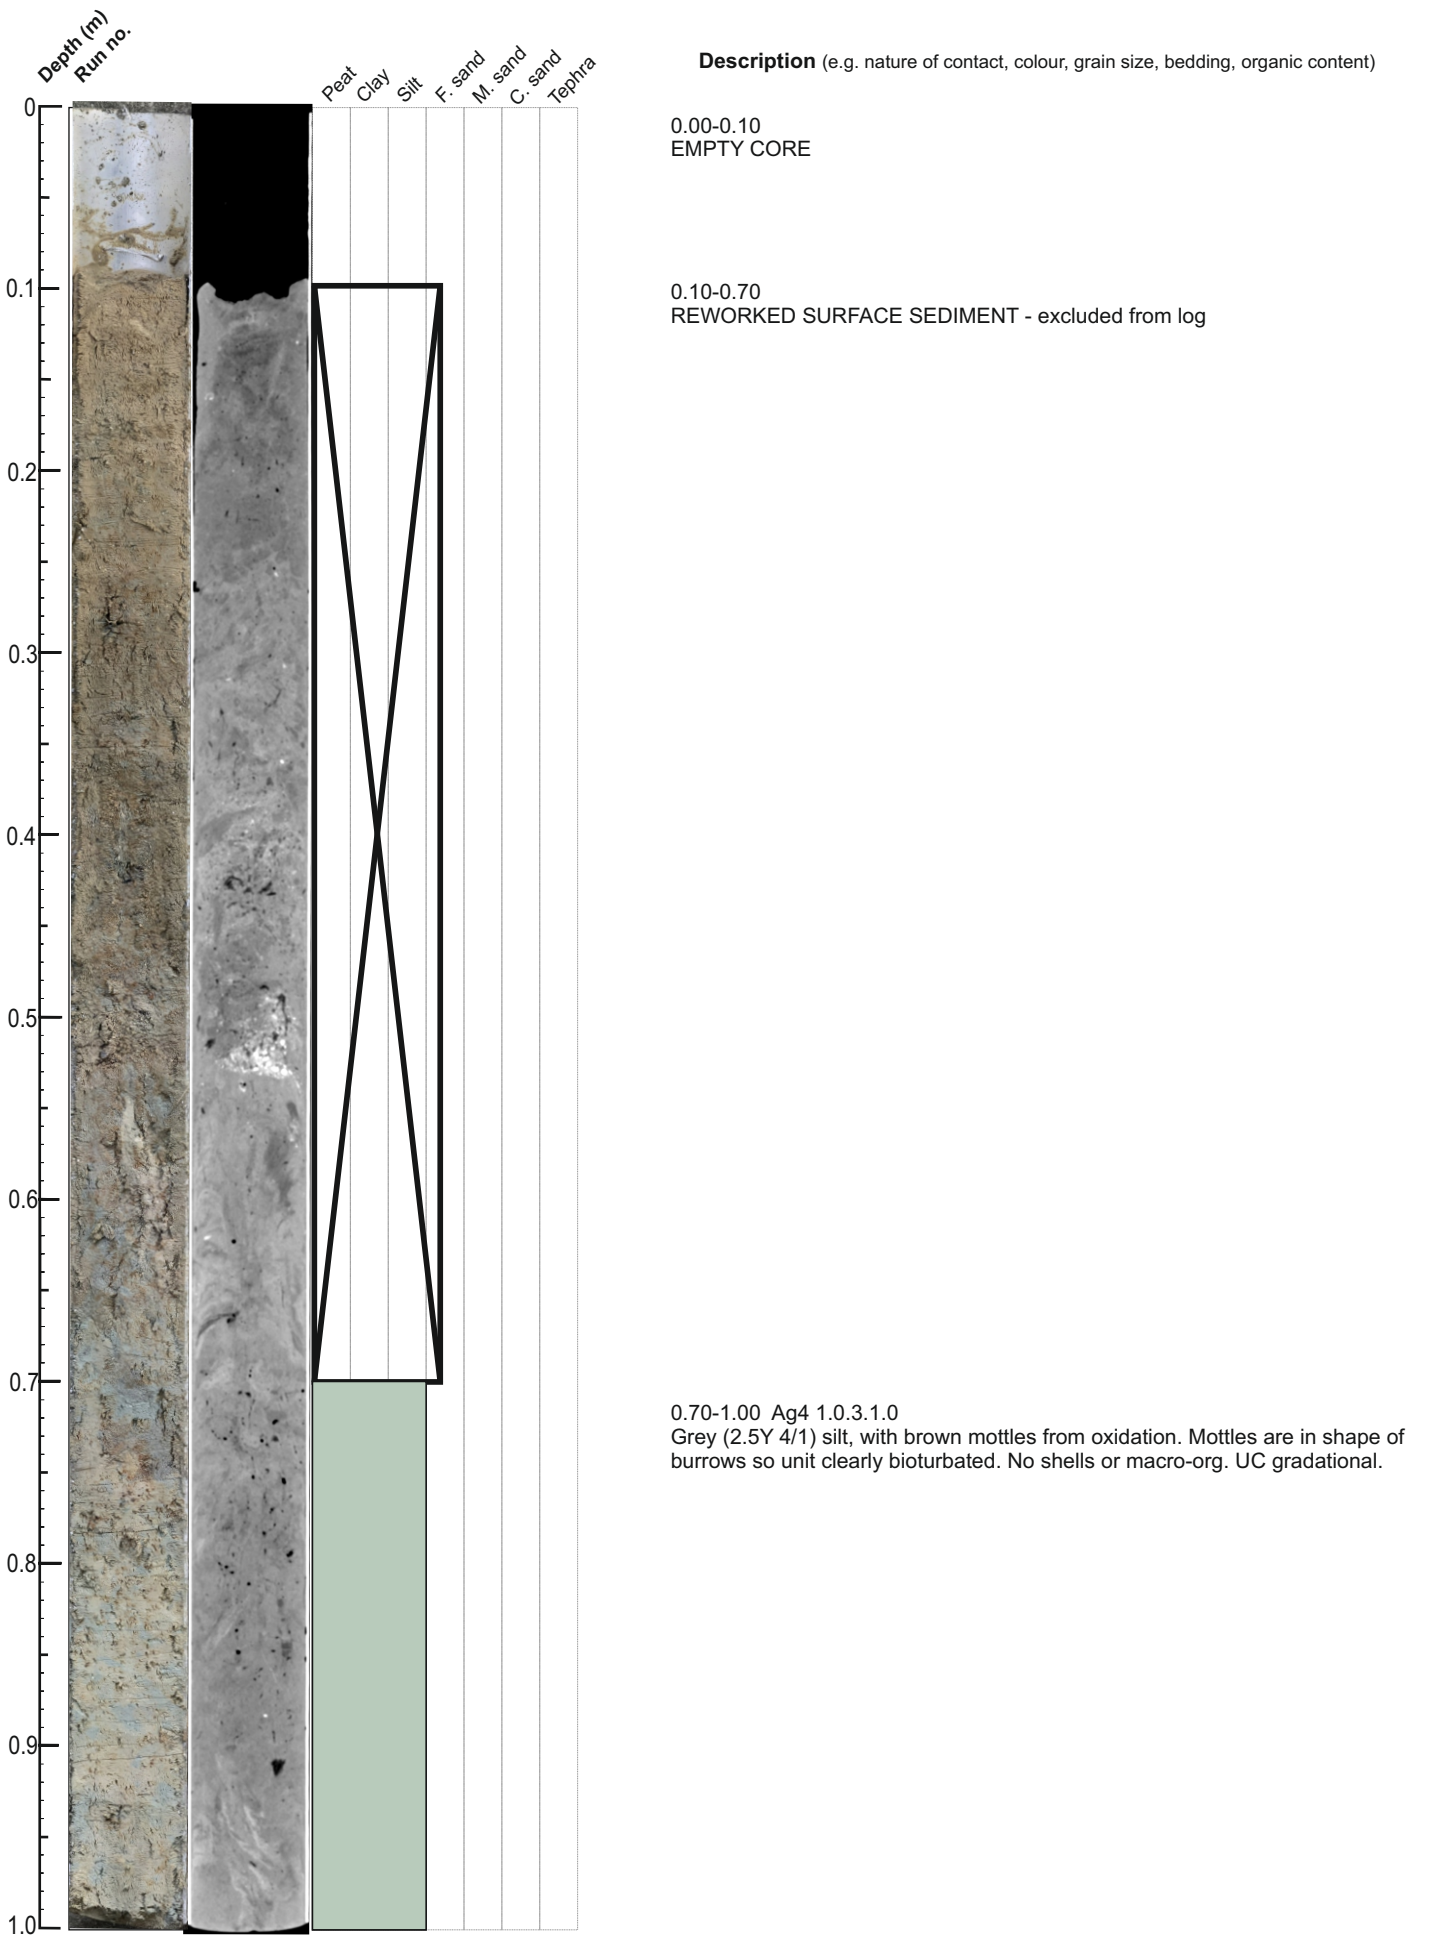 Depth (m)
Run no.
Peat
Clay
Silt
F. sand
M. sand
C. sand
Tephra
Description (e.g. nature of contact, colour, grain size, bedding, organic content)
0
0.00-0.10
EMPTY CORE
0.1
0.10-0.70
REWORKED SURFACE SEDIMENT - excluded from log
0.2
0.3
0.4
0.5
0.6
0.7
0.70-1.00 Ag4 1.0.3.1.0
Grey (2.5Y 4/1) silt, with brown mottles from oxidation. Mottles are in shape of
burrows so unit clearly bioturbated. No shells or macro-org. UC gradational.
0.8
0.9
1.0